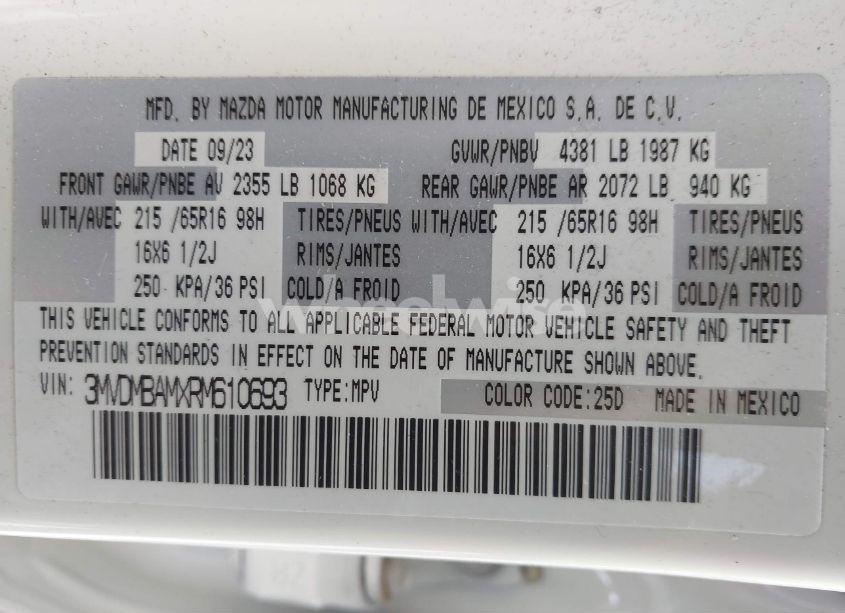 MFD. BY MAZDA MOTOR MANUFACTURING DE MEXICO S.A. DE C.V.
DATE 09/23 GVWR/PNBV 4381 LB 1987 KG
FRONT GAWR/PNBE AV 2355 LB 1068 KG REAR GAWR/PNBE AR 2072 LB 940 KG
WITH/AVEC 215 /65R16 98H TIRES/PNEUS WITH/AVEC 215 /65R16 98H TIRES/PNEUS
16X6 1/2J RIMS/JANTES 16X6 1/2J RIMS/JANTES
250 KPA/36 PSI COLD/A FROID 250 KPA/36 PSI COLD/A FROID
wheelwise
THIS VEHICLE CONFORMS TO ALL APPLICABLE FEDERAL MOTOR VEHICLE SAFETY AND THEFT
PREVENTION STANDARDS IN EFFECT ON THE DATE OF MANUFACTURE SHOWN ABOVE.
VIN: 3MVDMBAMXRM610693 TYPE:MPV COLOR CODE:25D MADE IN MEXICO